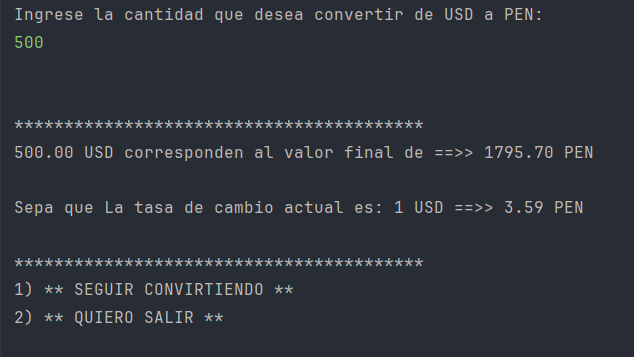 Ingrese la cantidad que desea convertir de USD a PEN:
500
*****************************************
500.00 USD corresponden al valor final de ==>> 1795.70 PEN
Sepa que La tasa de cambio actual es: 1 USD ==>> 3.59 PEN
*****************************************
1) ** SEGUIR CONVIRTIENDO **
2) ** QUIERO SALIR **